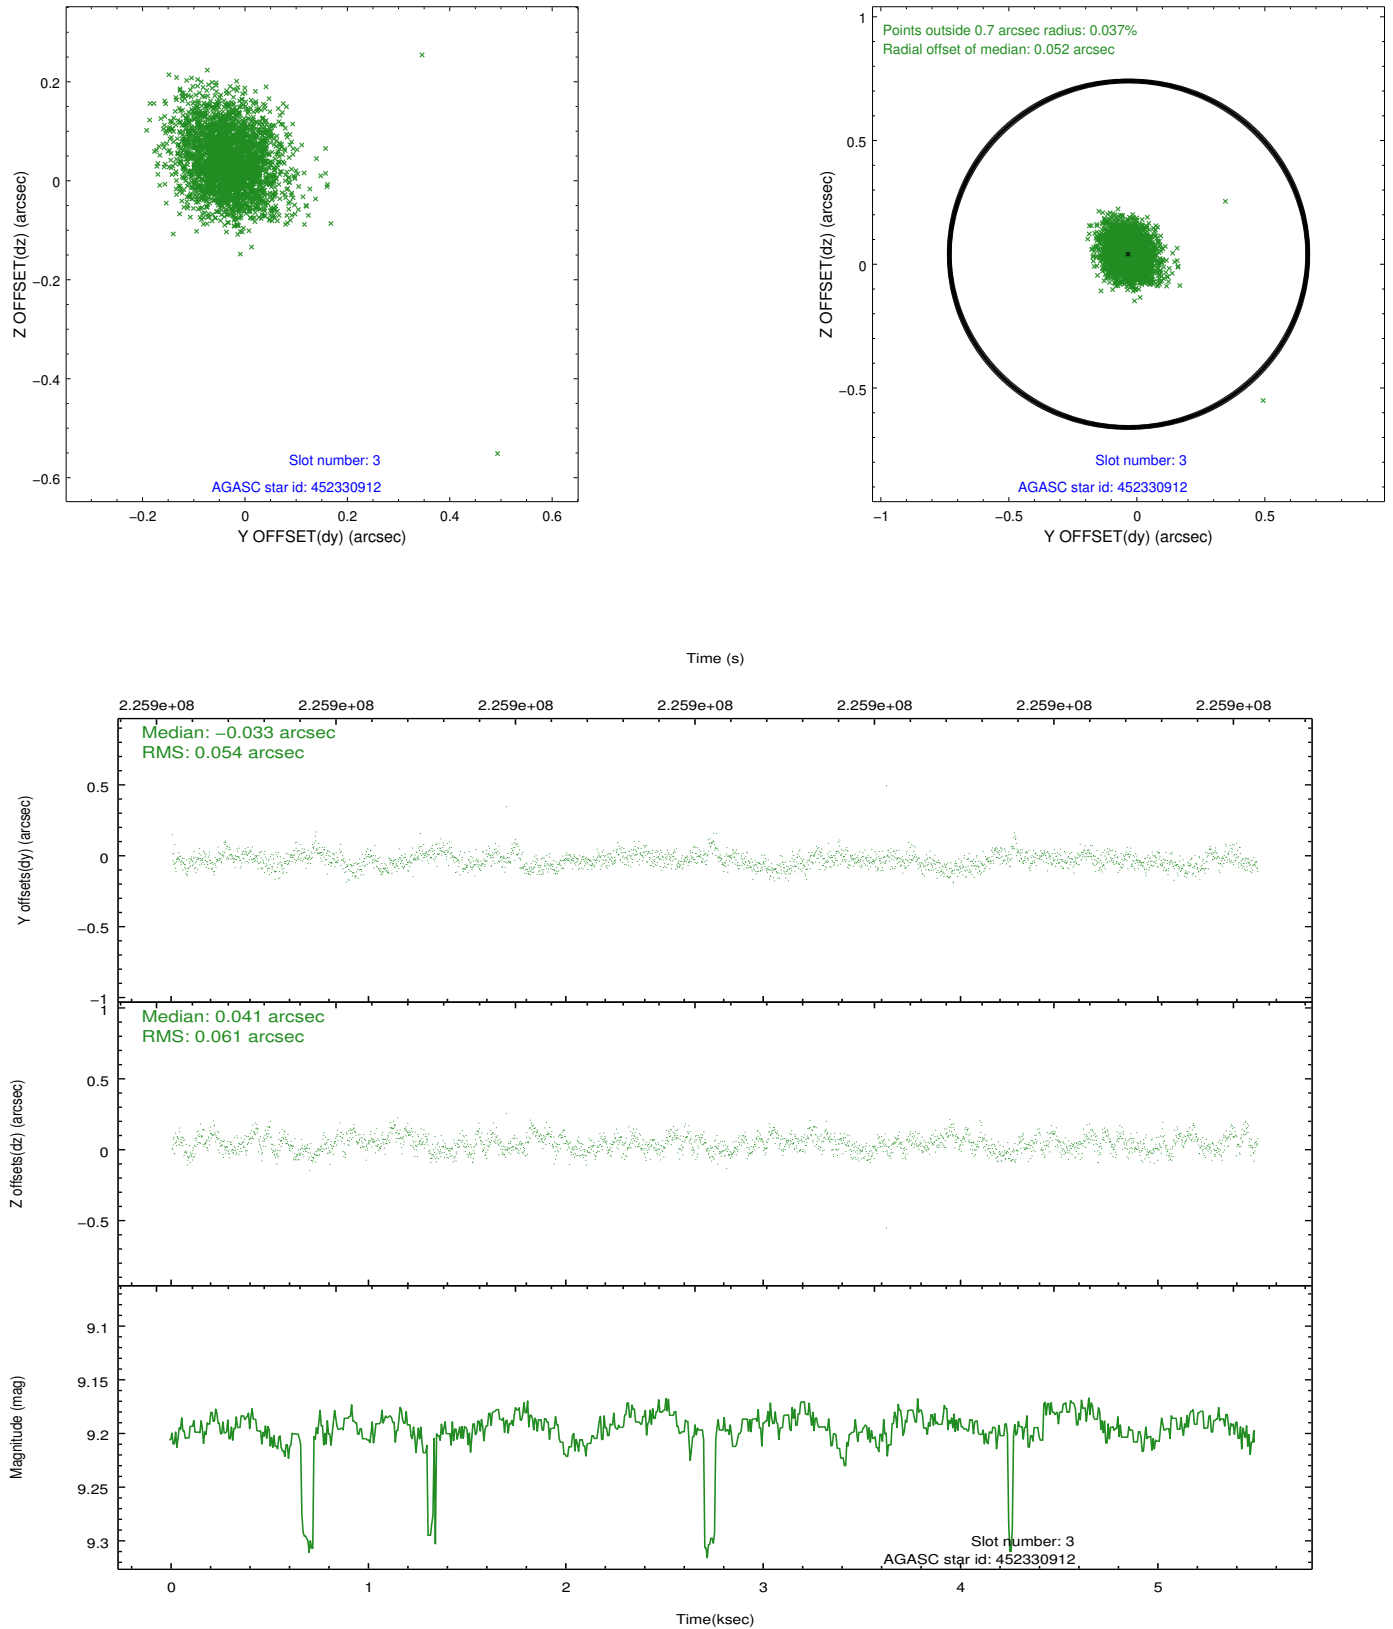 0.2
0
−0.2
−0.4
−0.6
Z OFFSET(dz) (arcsec)
−0.2 0 0.2 0.4 0.6
Y OFFSET(dy) (arcsec)
Slot number: 3
AGASC star id: 452330912
Points outside 0.7 arcsec radius: 0.037%
Radial offset of median: 0.052 arcsec
1
0.5
0
−0.5
Z OFFSET(dz) (arcsec)
−1 −0.5 0 0.5
Y OFFSET(dy) (arcsec)
Slot number: 3
AGASC star id: 452330912
Time (s)
2.259e+08 2.259e+08 2.259e+08 2.259e+08 2.259e+08 2.259e+08 2.259e+08
Median: −0.033 arcsec
RMS: 0.054 arcsec
0.5
0
−0.5
−1
Y offsets(dy) (arcsec)
Median: 0.041 arcsec
RMS: 0.061 arcsec
1
0.5
0
−0.5
Z offsets(dz) (arcsec)
9.1
9.15
9.2
9.25
9.3
Magnitude (mag)
Slot number: 3
AGASC star id: 452330912
0 1 2 3 4 5
Time(ksec)